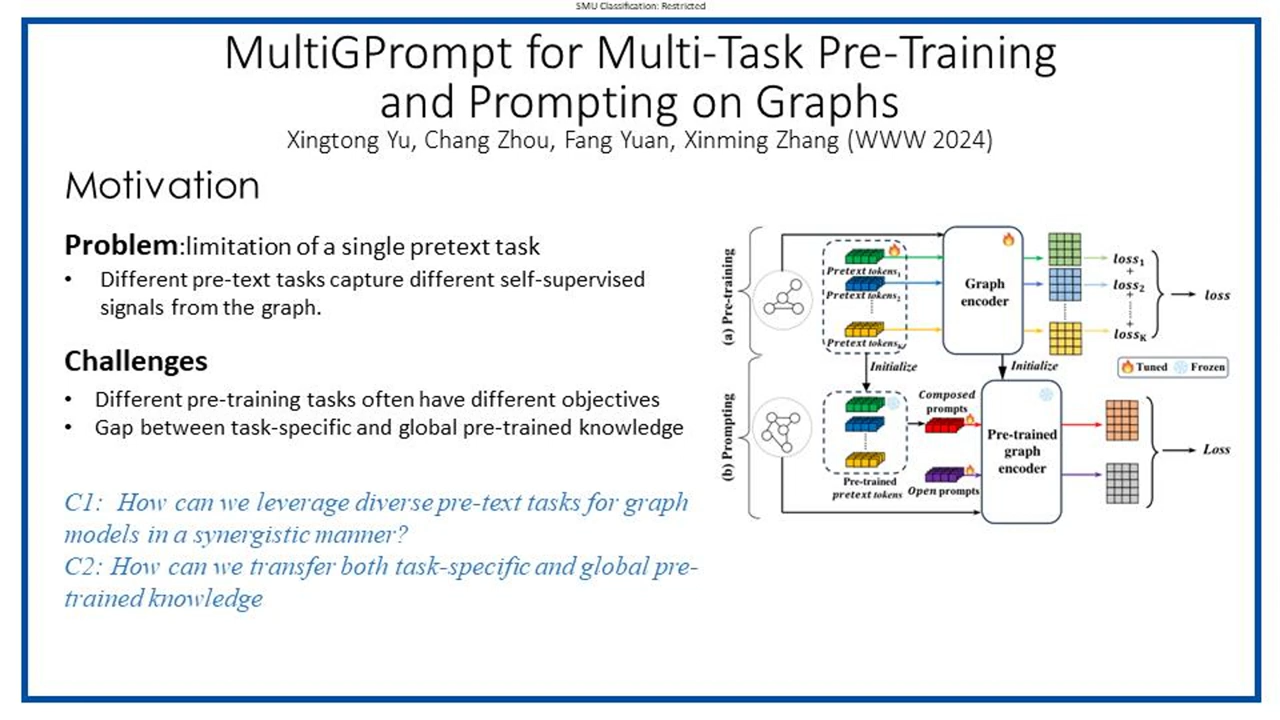 SMU Classification: Restricted
MultiGPrompt for Multi-Task Pre-Training
and Prompting on Graphs
Xingtong Yu, Chang Zhou, Fang Yuan, Xinming Zhang (WWW 2024)
Motivation
Problem:limitation of a single pretext task
• Different pre-text tasks capture different self-supervised
signals from the graph.
Challenges
• Different pre-training tasks often have different objectives
• Gap between task-specific and global pre-trained knowledge
C1: How can we leverage diverse pre-text tasks for graph
models in a synergistic manner?
C2: How can we transfer both task-specific and global pre-
trained knowledge
(a) Pre-training
Pretext tokens₁
Pretext tokens₂
Pretext tokensK
Graph
encoder
loss₁
+
loss₂
+
+
lossK
loss
Initialize
Initialize
Tuned
Frozen
(b) Prompting
Pre-trained
pretext tokens
Composed
prompts
Open prompts
Pre-trained
graph
encoder
Loss